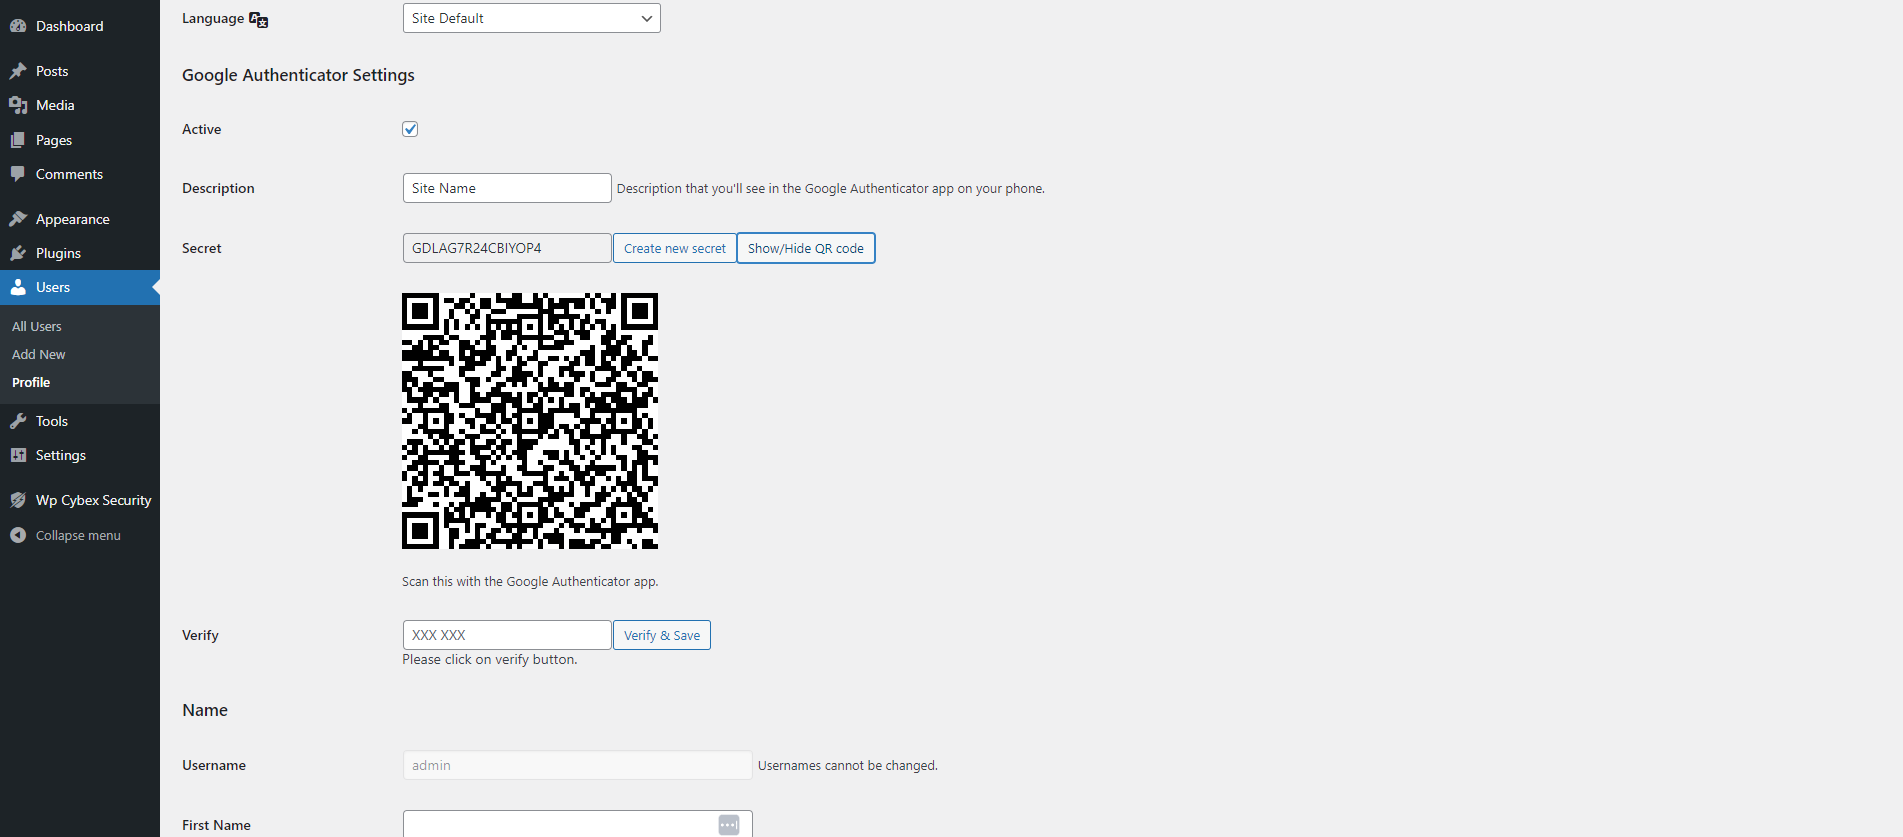 Dashboard
Posts
Media
Pages
Comments
Appearance
Plugins
Users
All Users
Add New
Profile
Tools
Settings
Wp Cybex Security
Collapse menu
Language
Site Default
Google Authenticator Settings
Active
Description
Site Name
Description that you'll see in the Google Authenticator app on your phone.
Secret
GDLAG7R24CBIYOP4
Create new secret
Show/Hide QR code
Scan this with the Google Authenticator app.
Verify
XXX XXX
Verify & Save
Please click on verify button.
Name
Username
admin
Usernames cannot be changed.
First Name